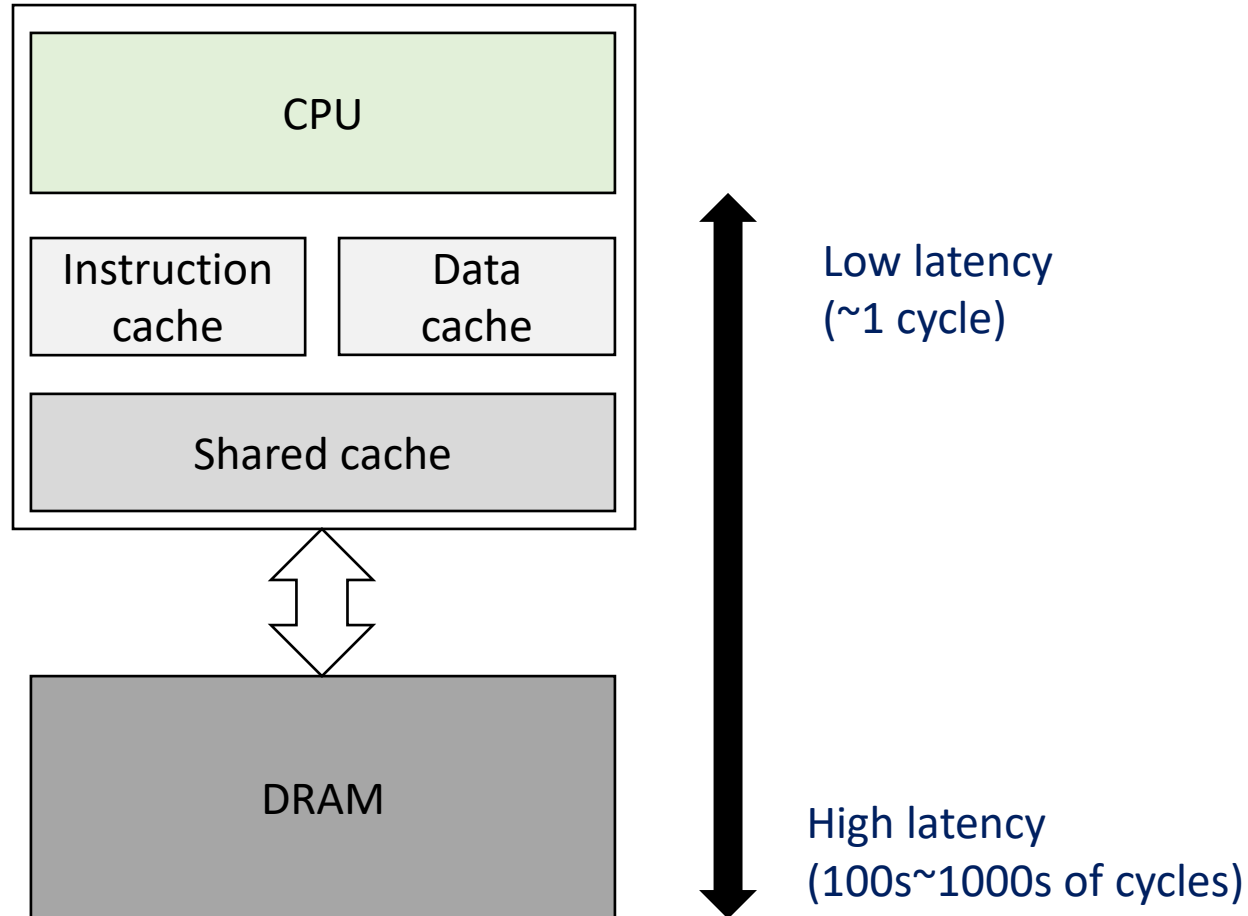 CPU
Instruction
cache
Data
cache
Shared cache
DRAM
Low latency
(~1 cycle)
High latency
(100s~1000s of cycles)